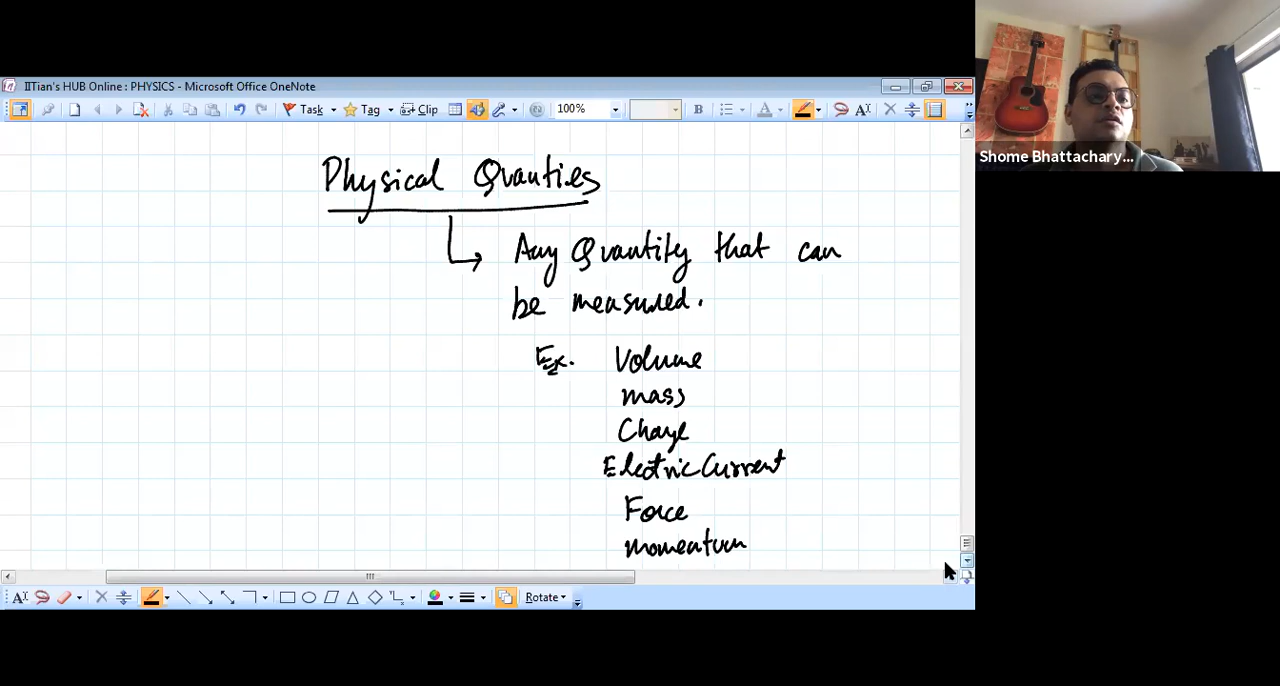 IITian's HUB Online : PHYSICS - Microsoft Office OneNote
Task Tag Clip 100% B A
Physical Quanties
Any Quantity that can
be measured.
Ex. Volume
mass
Charge
Electric Current
Force
momentum
Rotate
Shome Bhattachary...